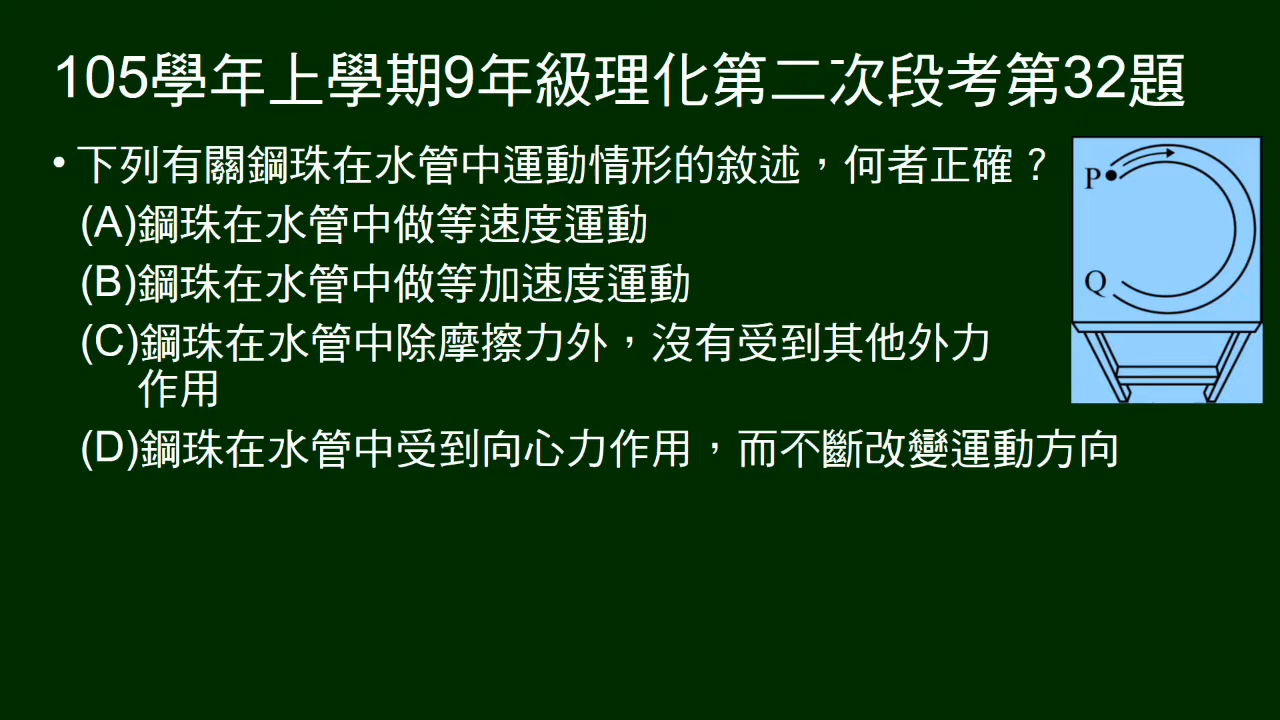 105學年上學期9年級理化第二次段考第32題
• 下列有關鋼珠在水管中運動情形的敘述，何者正確？
(A)鋼珠在水管中做等速度運動
(B)鋼珠在水管中做等加速度運動
(C)鋼珠在水管中除摩擦力外，沒有受到其他外力
作用
(D)鋼珠在水管中受到向心力作用，而不斷改變運動方向
P
Q